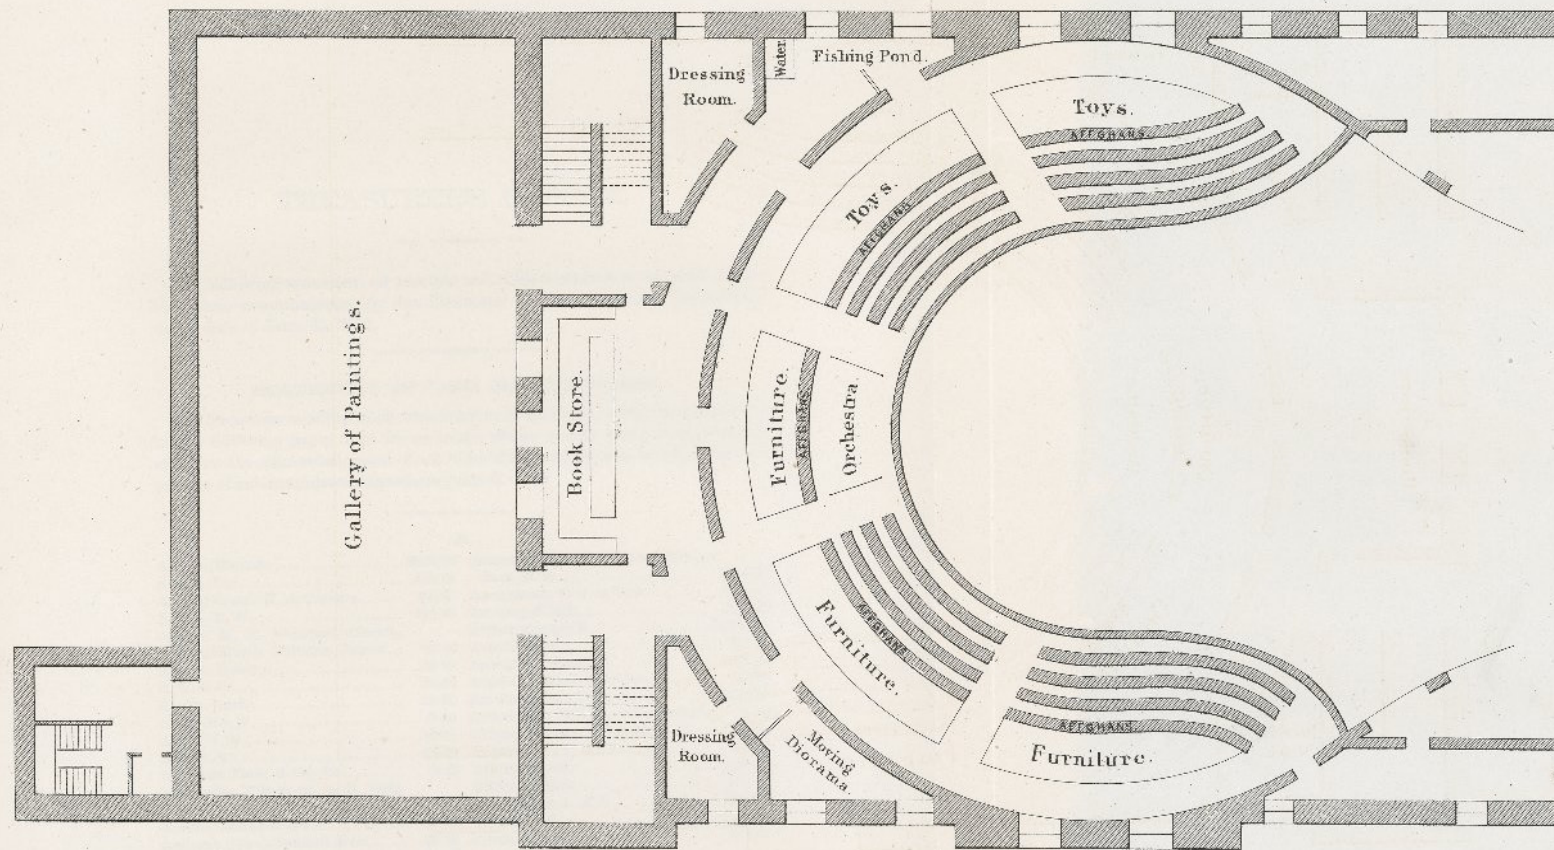 Dressing
Room.
Water.
Fishing Pond.
Toys.
AFFGHANS.
Toys.
AFFGHANS.
Gallery of Paintings.
Book Store.
Furniture.
AFFGHANS.
Orchestra.
Furniture.
AFFGHANS.
AFFGHANS.
Furniture.
Dressing
Room.
Moving
Diorama.